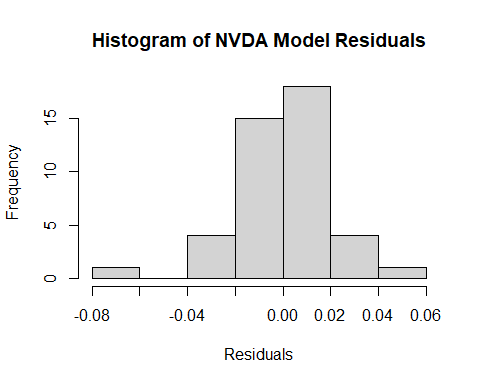 Histogram of NVDA Model Residuals
Frequency
15
10
5
0
-0.08 -0.04 0.00 0.02 0.04 0.06
Residuals